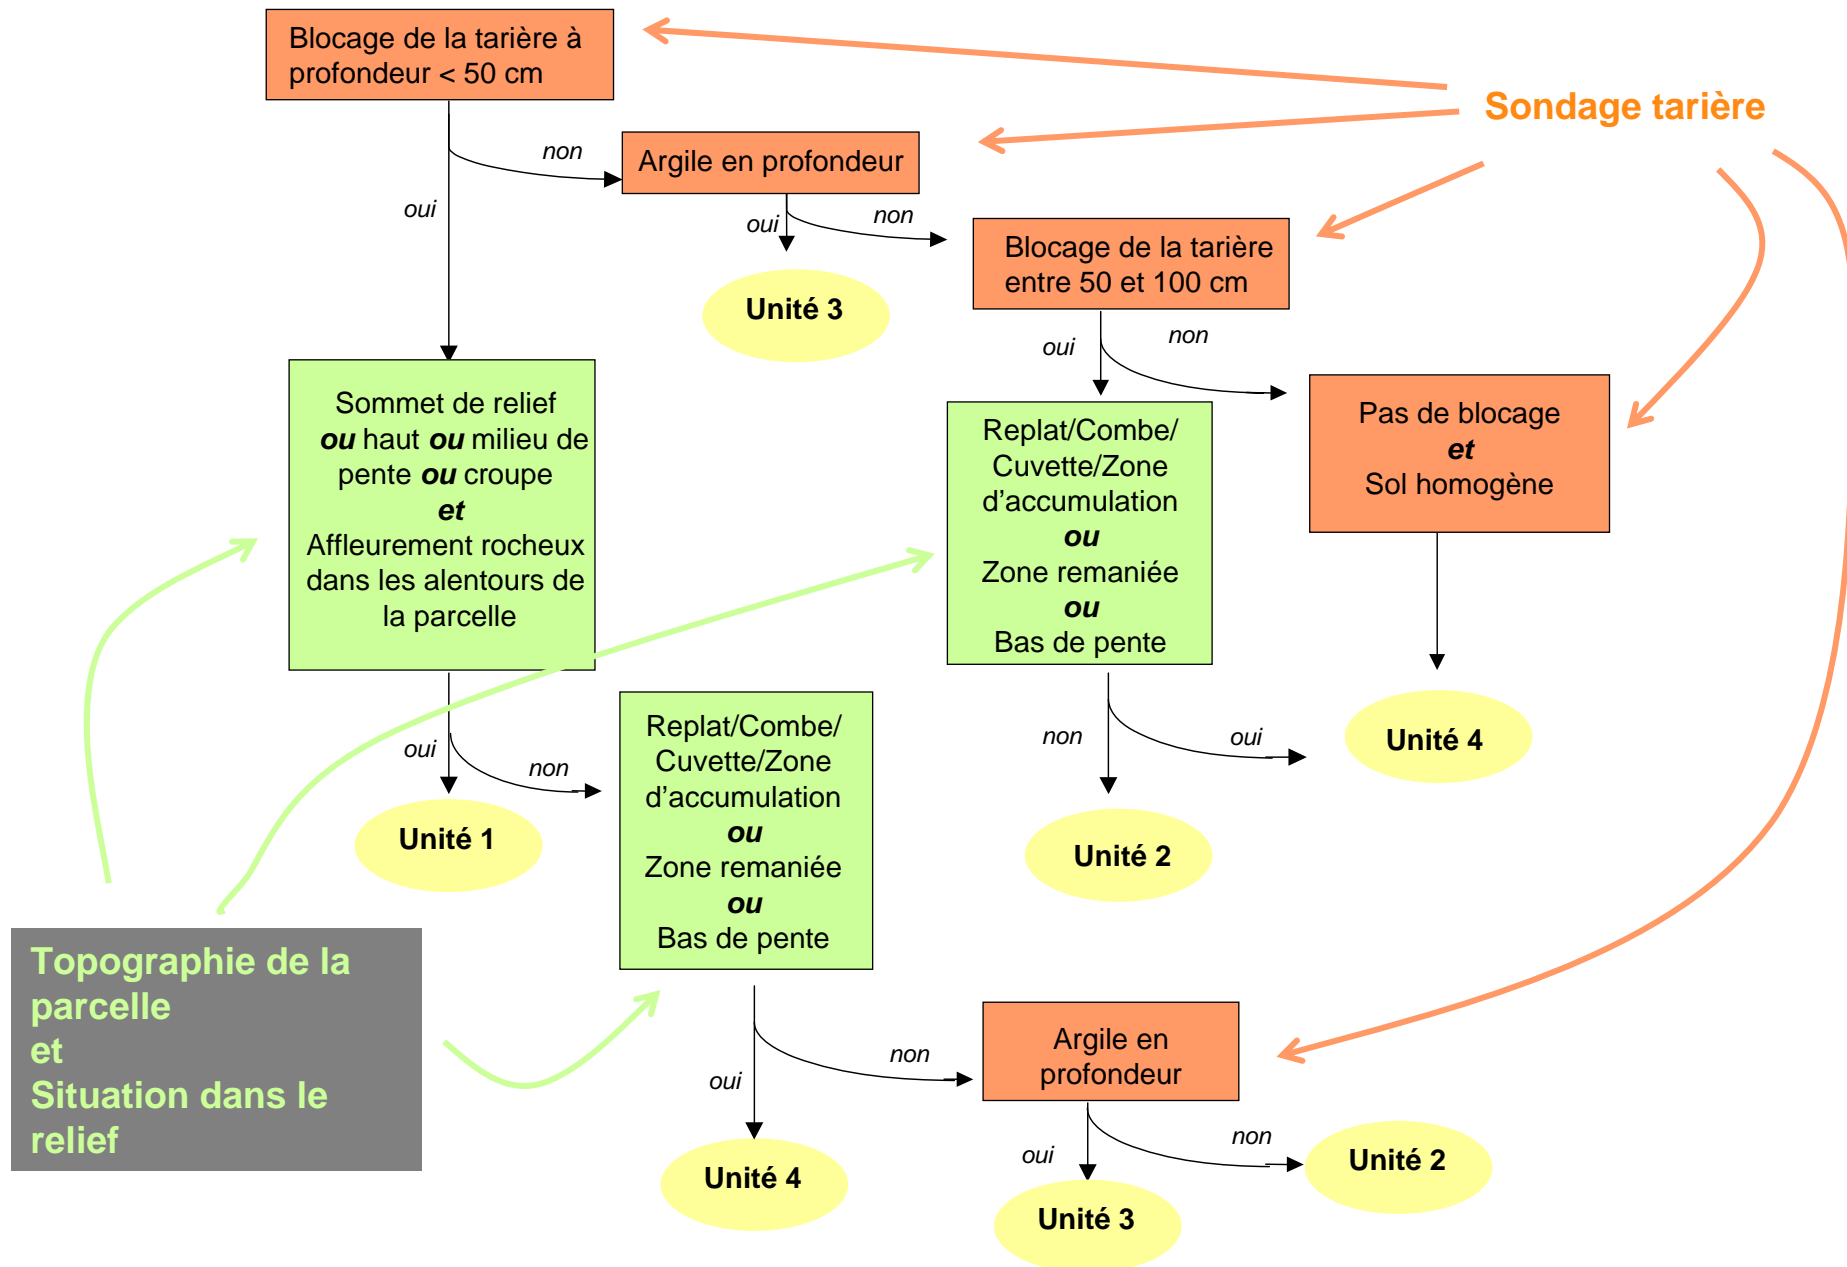 Blocage de la tarière à
profondeur < 50 cm
Sondage tarière
non
Argile en profondeur
oui
oui
non
Blocage de la tarière
entre 50 et 100 cm
Unité 3
oui
non
Sommet de relief
ou haut ou milieu de
pente ou croupe
et
Affleurement rocheux
dans les alentours de
la parcelle
Replat/Combe/
Cuvette/Zone
d'accumulation
ou
Zone remaniée
ou
Bas de pente
Pas de blocage
et
Sol homogène
oui
non
Replat/Combe/
Cuvette/Zone
d'accumulation
ou
Zone remaniée
ou
Bas de pente
non
oui
Unité 4
Unité 1
Unité 2
Topographie de la
parcelle
et
Situation dans le
relief
oui
non
Argile en
profondeur
Unité 4
oui
non
Unité 2
Unité 3